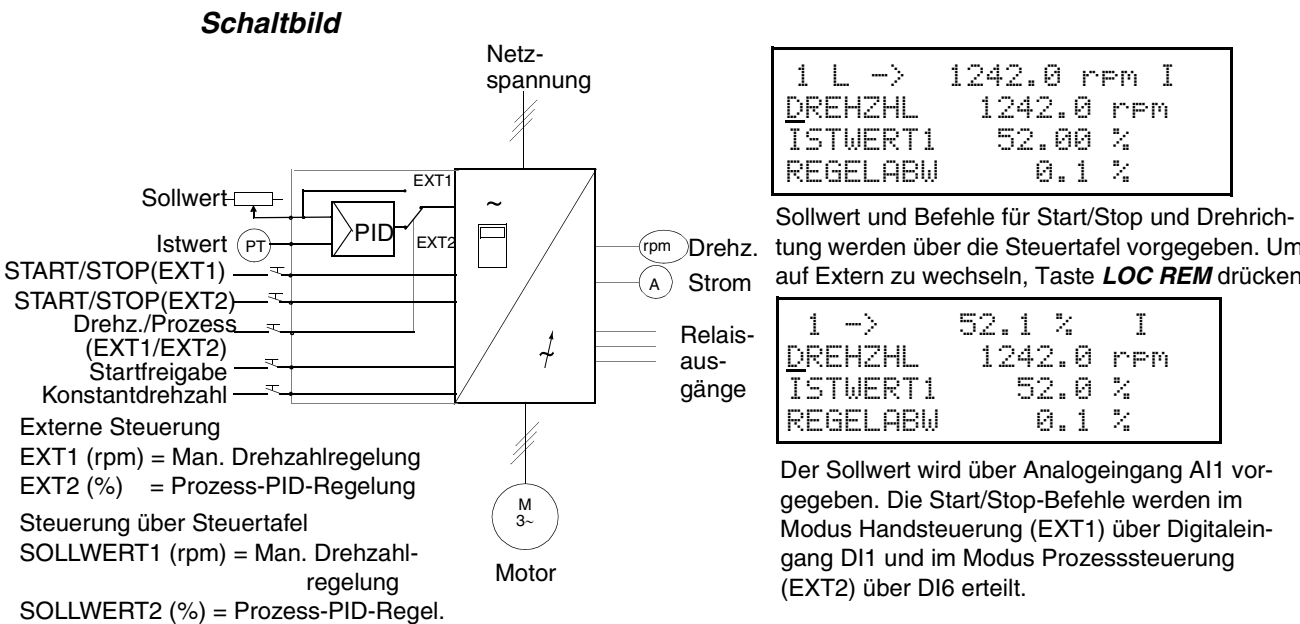 Schaltbild
Netz-
spannung
Sollwert
EXT1
~
PID
Istwert
PT
EXT2
START/STOP(EXT1)
START/STOP(EXT2)
Drehz./Prozess
(EXT1/EXT2)
Startfreigabe
Konstantdrehzahl
~
rpm
Drehz.
A
Strom
Relais-
aus-
gänge
M
3~
Motor
Externe Steuerung
EXT1 (rpm) = Man. Drehzahlregelung
EXT2 (%) = Prozess-PID-Regelung
Steuerung über Steuertafel
SOLLWERT1 (rpm) = Man. Drehzahl-
regelung
SOLLWERT2 (%) = Prozess-PID-Regel.
1 L -> 1242.0 rpm I
DREHZHL 1242.0 rpm
ISTWERT1 52.00 %
REGELABW 0.1 %
Sollwert und Befehle für Start/Stop und Drehrich-
tung werden über die Steuertafel vorgegeben. Um
auf Extern zu wechseln, Taste LOC REM drücken
1 -> 52.1 % I
DREHZHL 1242.0 rpm
ISTWERT1 52.0 %
REGELABW 0.1 %
Der Sollwert wird über Analogeingang AI1 vor-
gegeben. Die Start/Stop-Befehle werden im
Modus Handsteuerung (EXT1) über Digitalein-
gang DI1 und im Modus Prozesssteuerung
(EXT2) über DI6 erteilt.